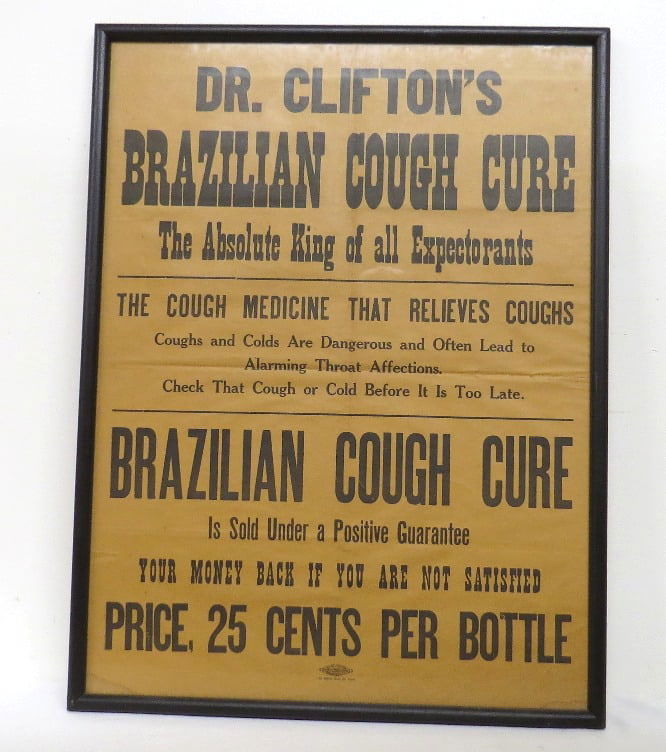 DR. CLIFTON'S
BRAZILIAN COUGH CURE
The Absolute King of all Expectorants
THE COUGH MEDICINE THAT RELIEVES COUGHS
Coughs and Colds Are Dangerous and Often Lead to
Alarming Throat Affections.
Check That Cough or Cold Before It Is Too Late.
BRAZILIAN COUGH CURE
Is Sold Under a Positive Guarantee
YOUR MONEY BACK IF YOU ARE NOT SATISFIED
PRICE, 25 CENTS PER BOTTLE